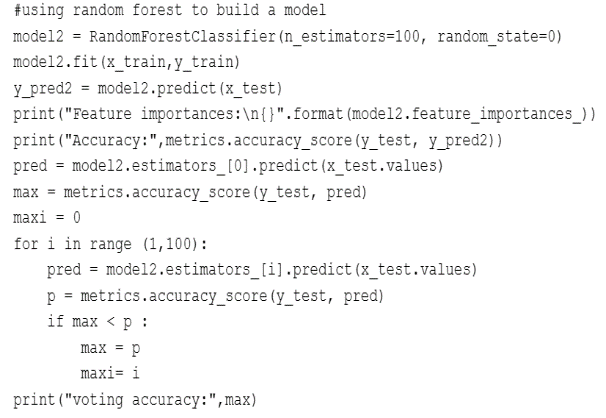 #using random forest to build a model
model2 = RandomForestClassifier(n_estimators=100, random_state=0)
model2.fit(x_train,y_train)
y_pred2 = model2.predict(x_test)
print("Feature importances:\n{}".format(model2.feature_importances_))
print("Accuracy:",metrics.accuracy_score(y_test, y_pred2))
pred = model2.estimators_[0].predict(x_test.values)
max = metrics.accuracy_score(y_test, pred)
maxi = 0
for i in range (1,100):
    pred = model2.estimators_[i].predict(x_test.values)
    p = metrics.accuracy_score(y_test, pred)
    if max < p :
        max = p
        maxi= i
print("voting accuracy:",max)